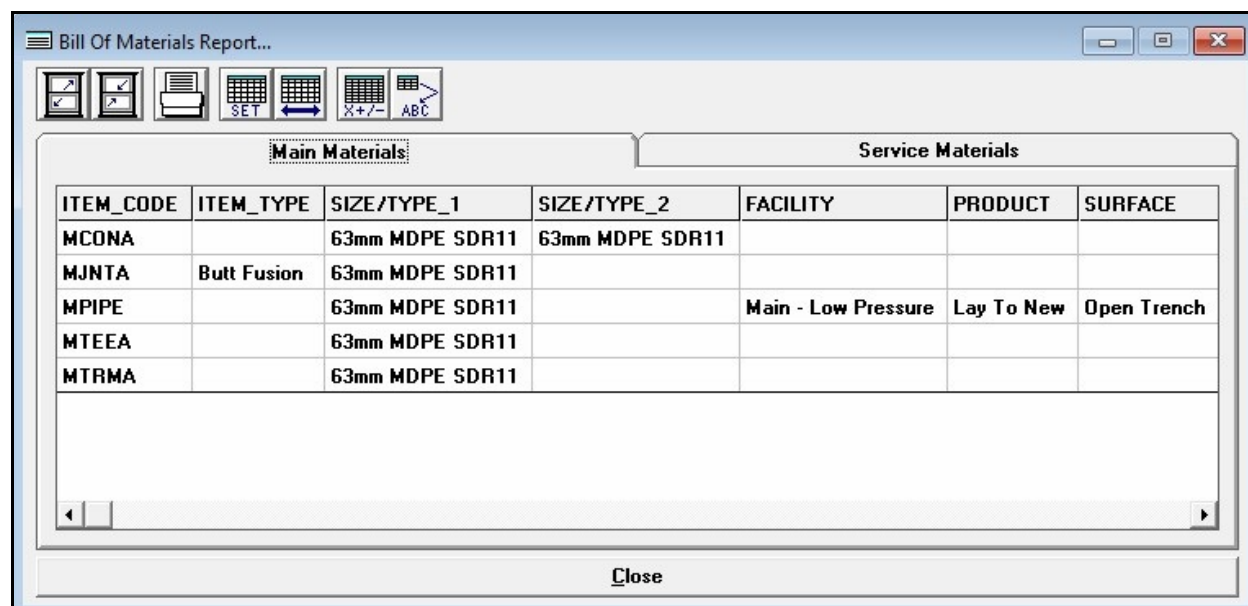 Bill Of Materials Report...
SET X+/- ABC
Main Materials Service Materials
ITEM_CODE ITEM_TYPE SIZE/TYPE_1 SIZE/TYPE_2 FACILITY PRODUCT SURFACE
MCONA 63mm MDPE SDR11 63mm MDPE SDR11
MJNTA Butt Fusion 63mm MDPE SDR11
MPIPE 63mm MDPE SDR11 Main - Low Pressure Lay To New Open Trench
MTEEA 63mm MDPE SDR11
MTRMA 63mm MDPE SDR11
Close